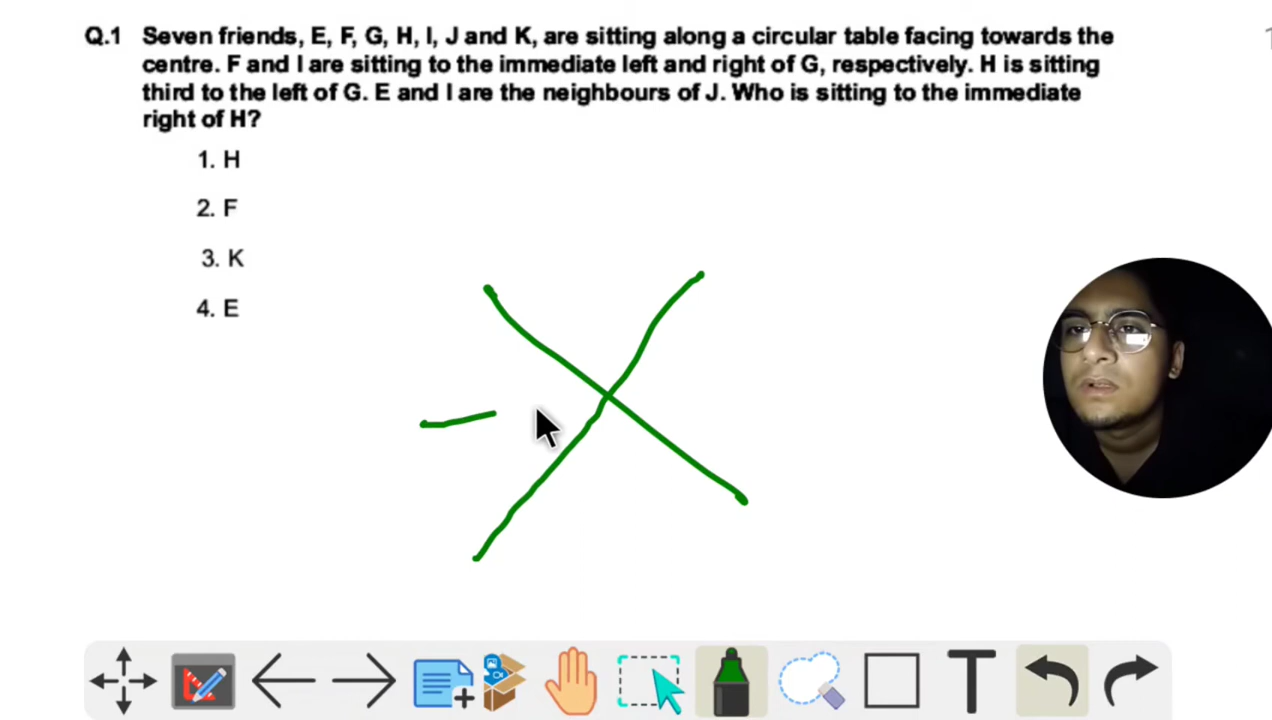 Q.1 Seven friends, E, F, G, H, I, J and K, are sitting along a circular table facing towards the
centre. F and I are sitting to the immediate left and right of G, respectively. H is sitting
third to the left of G. E and I are the neighbours of J. Who is sitting to the immediate
right of H?
1. H
2. F
3. K
4. E
T